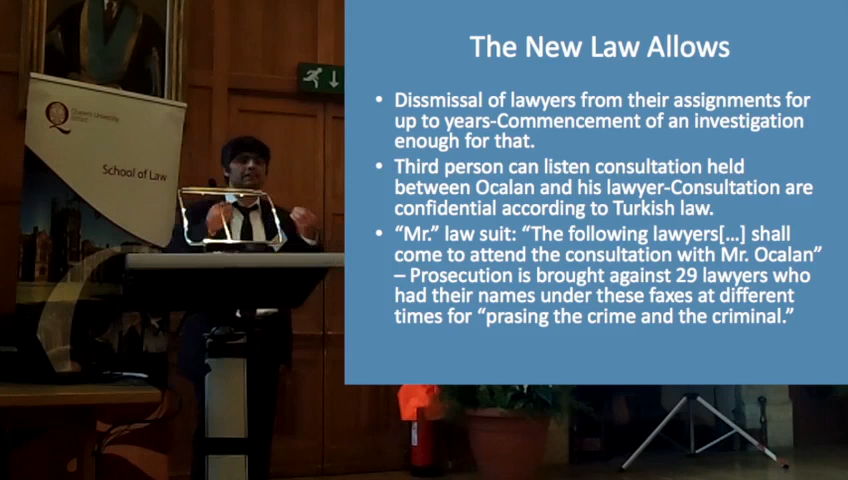 Queen's University
Belfast
School of Law
The New Law Allows
• Dissmissal of lawyers from their assignments for
up to years-Commencement of an investigation
enough for that.
• Third person can listen consultation held
between Ocalan and his lawyer-Consultation are
confidential according to Turkish law.
• “Mr.” law suit: “The following lawyers[…] shall
come to attend the consultation with Mr. Ocalan”
– Prosecution is brought against 29 lawyers who
had their names under these faxes at different
times for “prasing the crime and the criminal.”